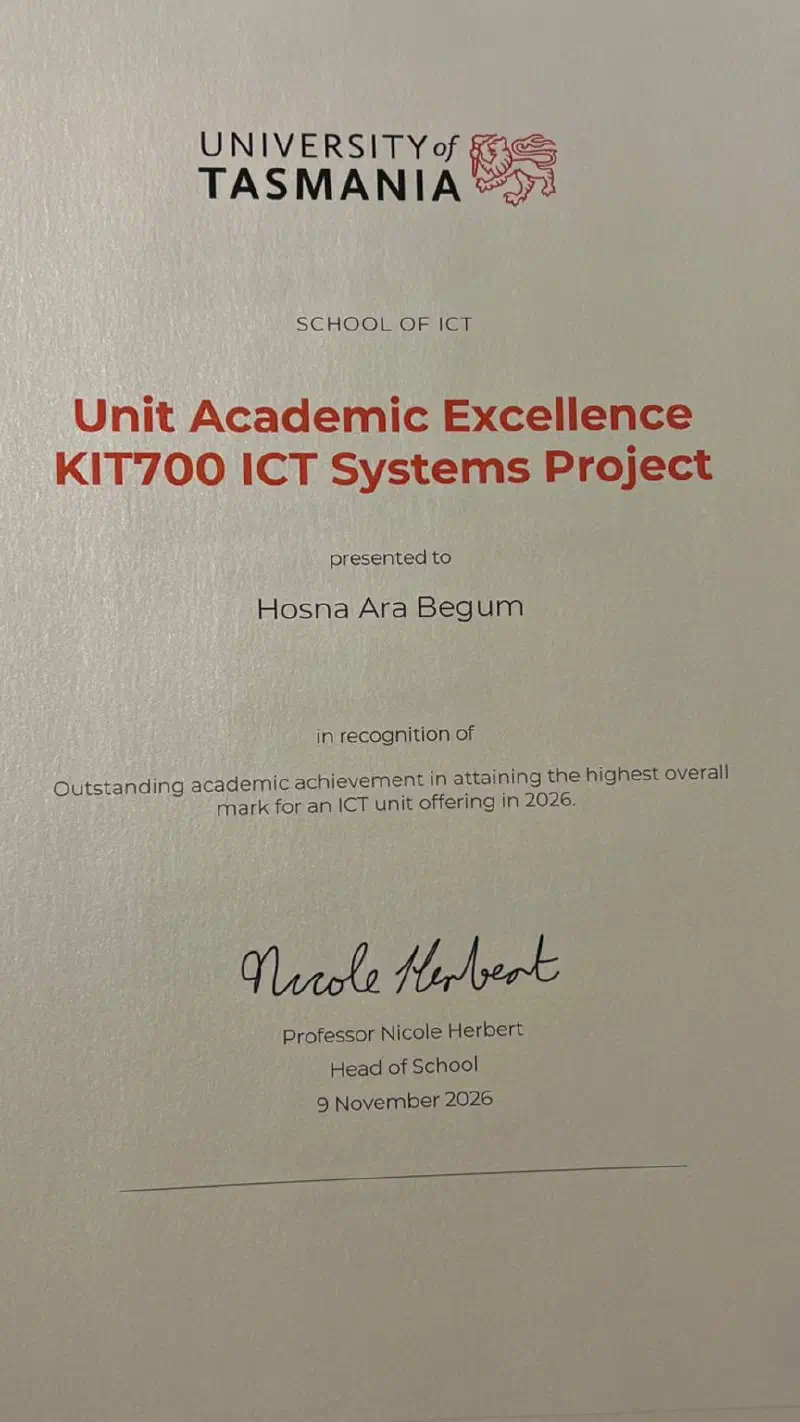 UNIVERSITY of
TASMANIA
SCHOOL OF ICT
Unit Academic Excellence
KIT700 ICT Systems Project
presented to
Hosna Ara Begum
in recognition of
Outstanding academic achievement in attaining the highest overall
mark for an ICT unit offering in 2026.
Nicole Herbert
Professor Nicole Herbert
Head of School
9 November 2026